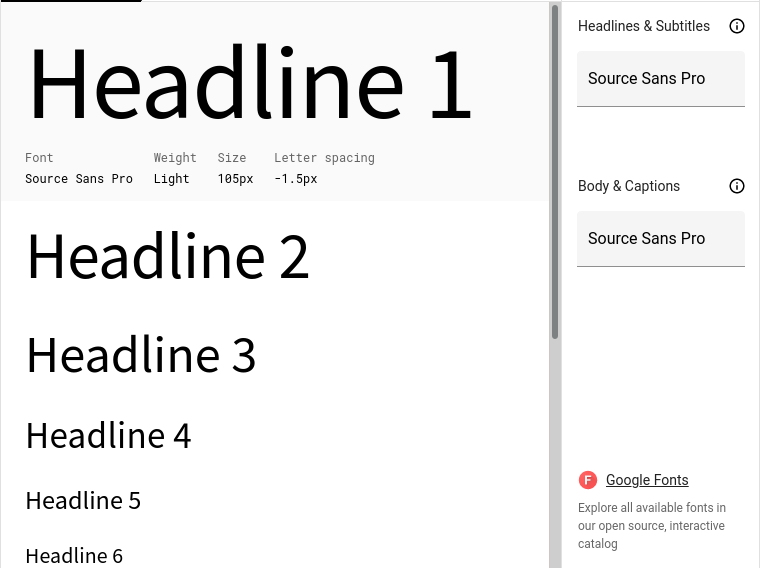 Headline 1
Font Weight Size Letter spacing
Source Sans Pro Light 105px -1.5px
Headline 2
Headline 3
Headline 4
Headline 5
Headline 6
Headlines & Subtitles
Source Sans Pro
Body & Captions
Source Sans Pro
F Google Fonts
Explore all available fonts in
our open source, interactive
catalog